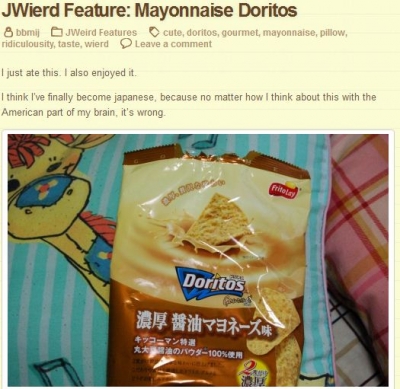 JWierd Feature: Mayonnaise Doritos
bbmij JWeird Features cute, doritos, gourmet, mayonnaise, pillow,
ridiculousity, taste, wierd Leave a comment
I just ate this. I also enjoyed it.
I think I've finally become japanese, because no matter how I think about this with the
American part of my brain, it's wrong.
FritoLay
Doritos
濃厚 醤油マヨネーズ味
キッコーマン特選
丸大豆醤油のパウダー100%使用
濃厚